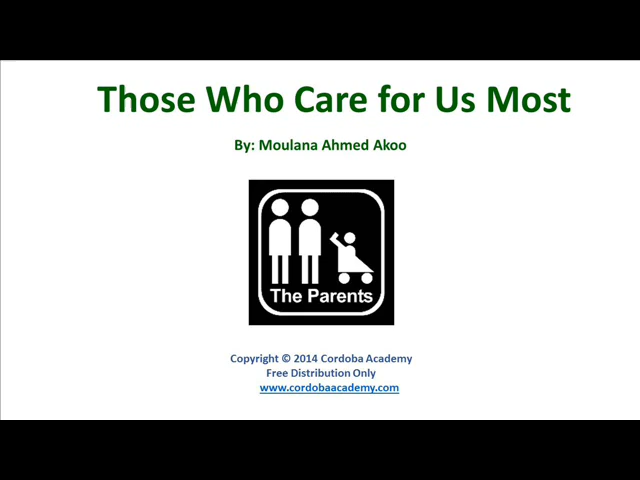 Those Who Care for Us Most
By: Moulana Ahmed Akoo
The Parents
Copyright © 2014 Cordoba Academy
Free Distribution Only
www.cordobaacademy.com